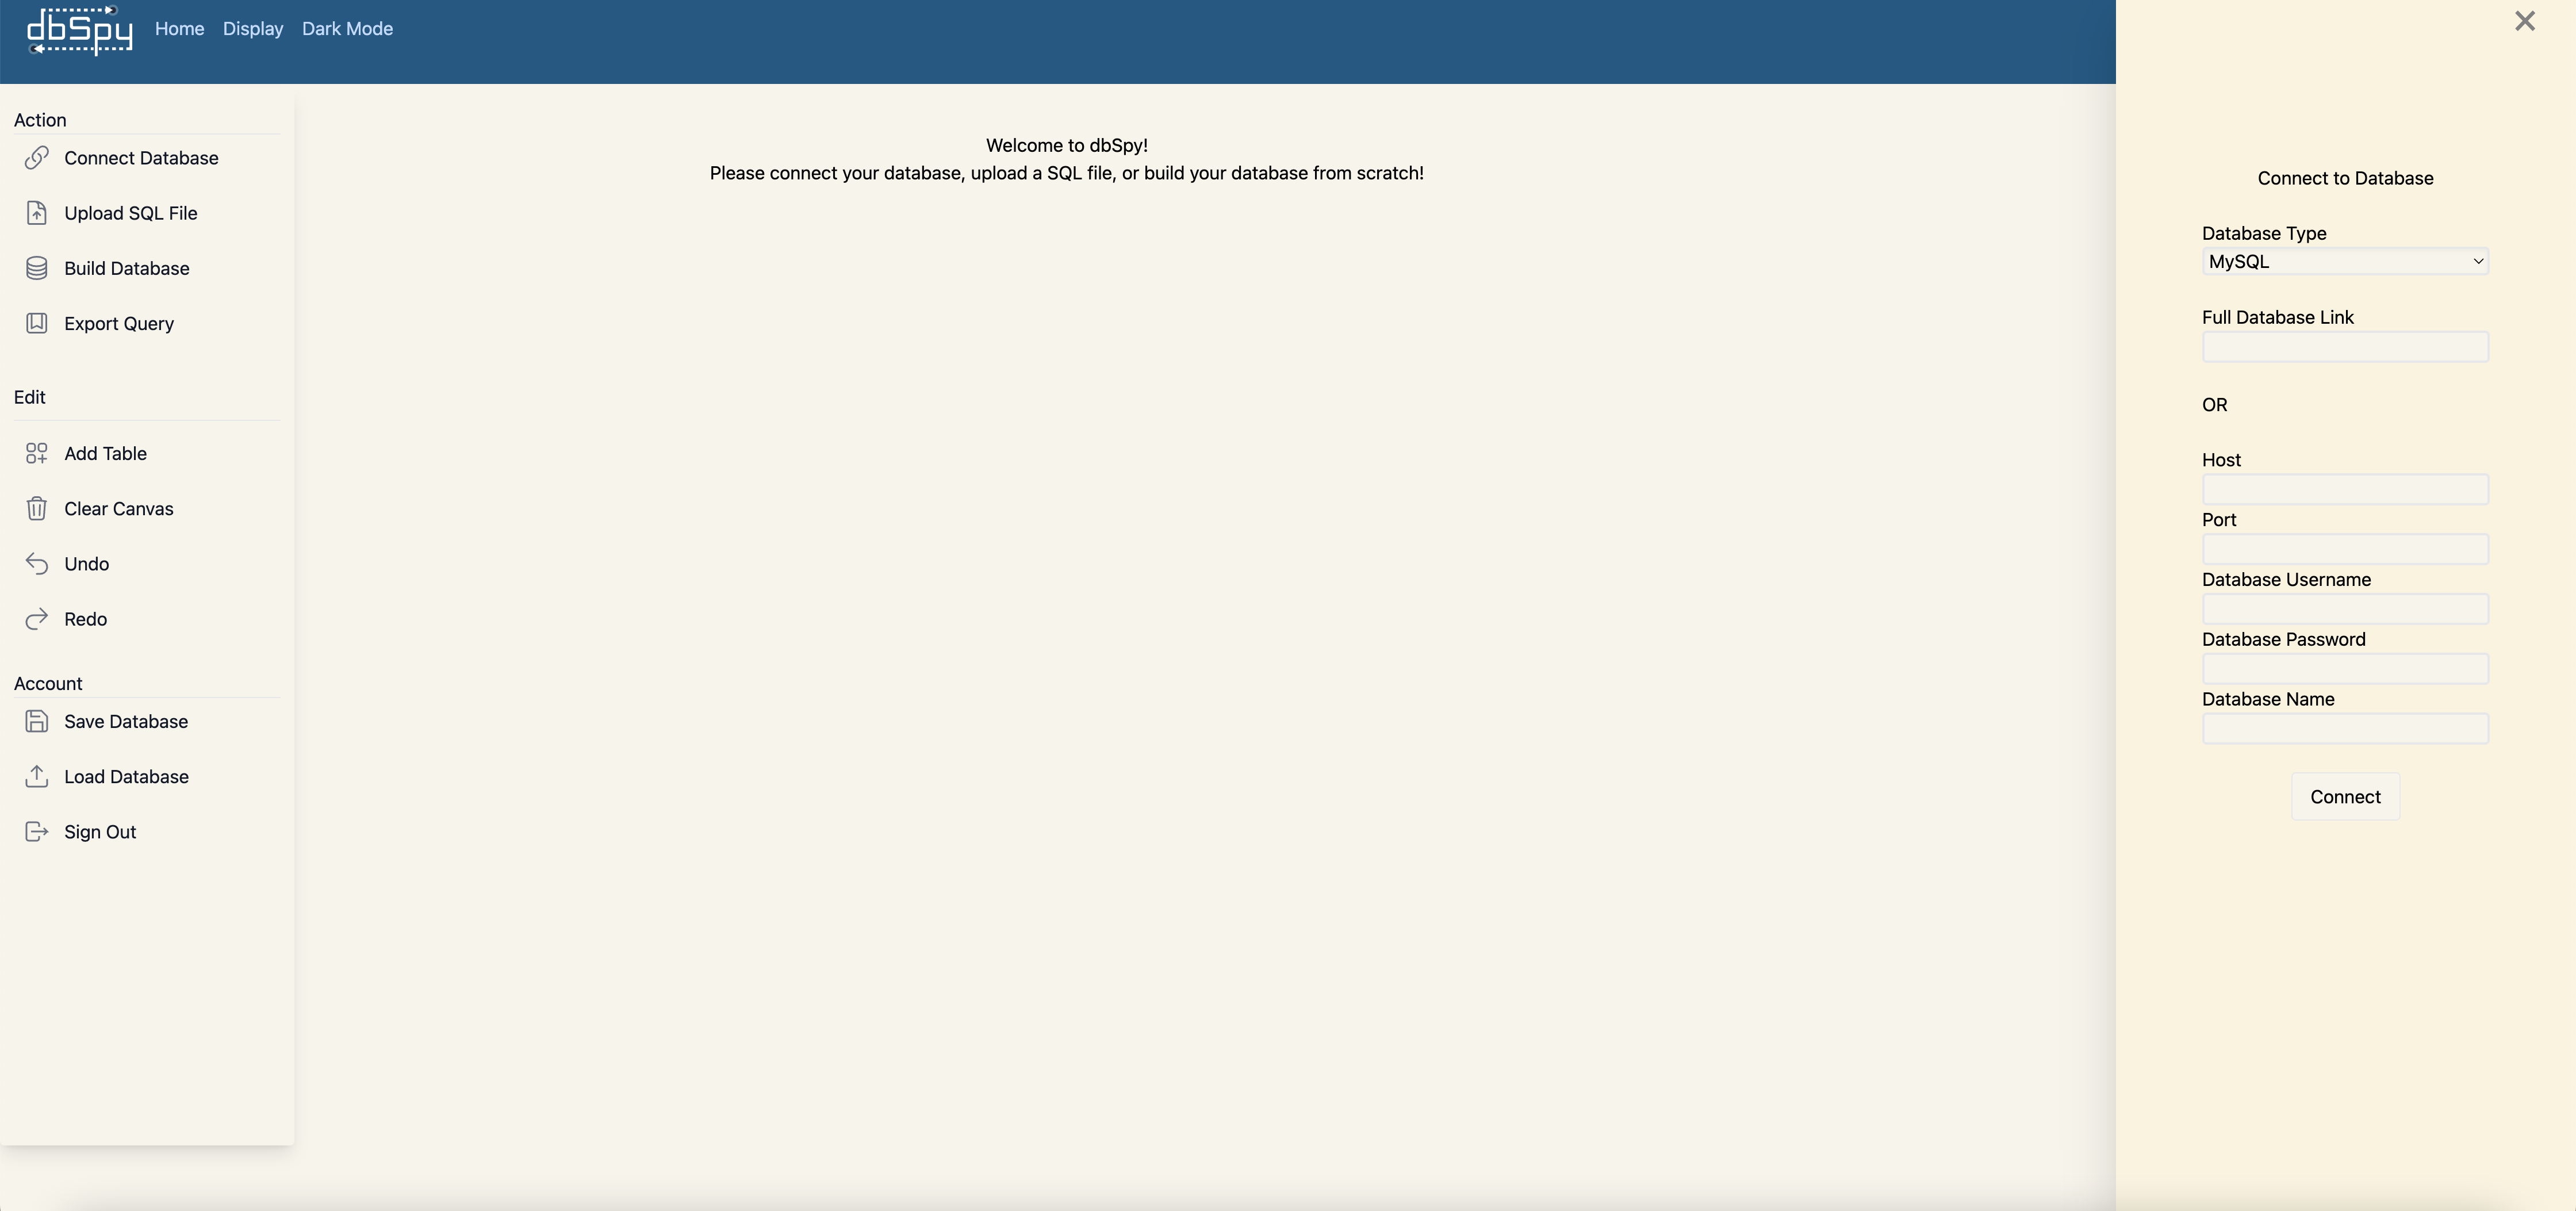 dbSpy
Home Display Dark Mode
Action
Connect Database
Upload SQL File
Build Database
Export Query
Edit
Add Table
Clear Canvas
Undo
Redo
Account
Save Database
Load Database
Sign Out
Welcome to dbSpy!
Please connect your database, upload a SQL file, or build your database from scratch!
Connect to Database
Database Type
MySQL
Full Database Link
OR
Host
Port
Database Username
Database Password
Database Name
Connect